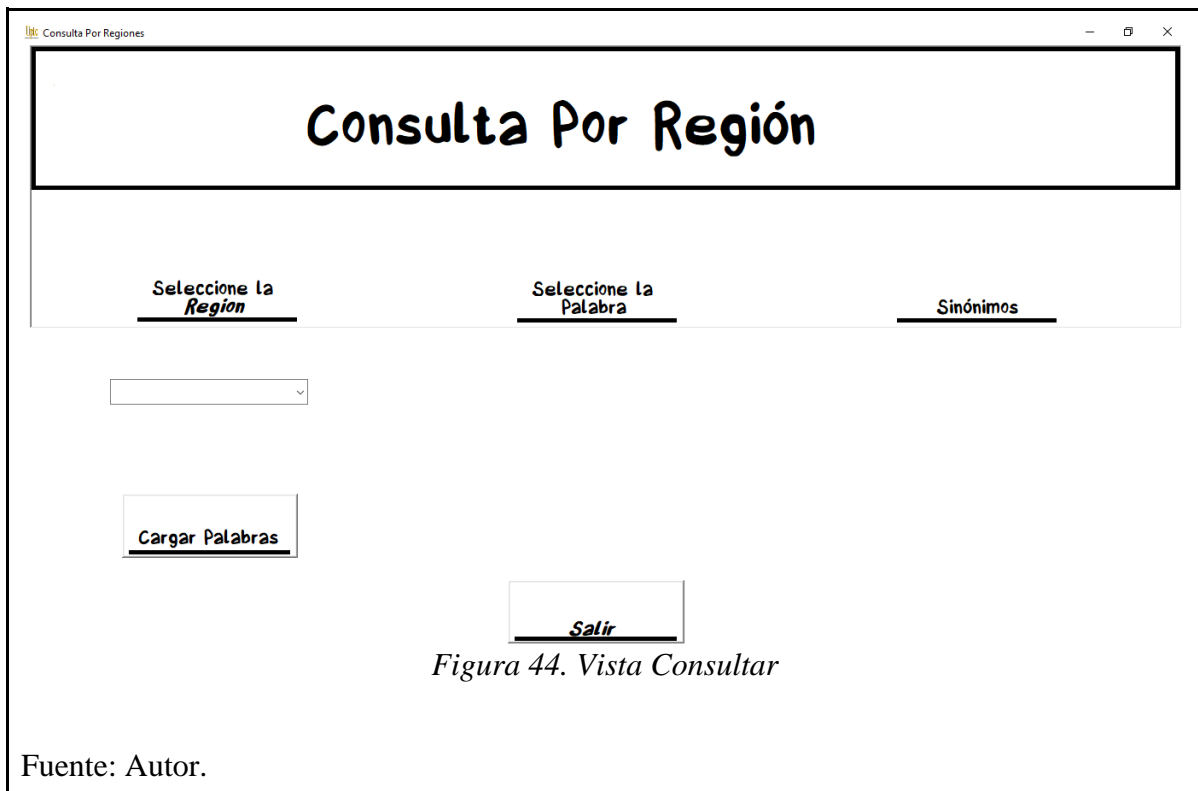 Uptc Consulta Por Regiones
Consulta Por Región
Seleccione la
Region
Seleccione la
Palabra
Sinónimos
Cargar Palabras
Salir
Figura 44. Vista Consultar
Fuente: Autor.